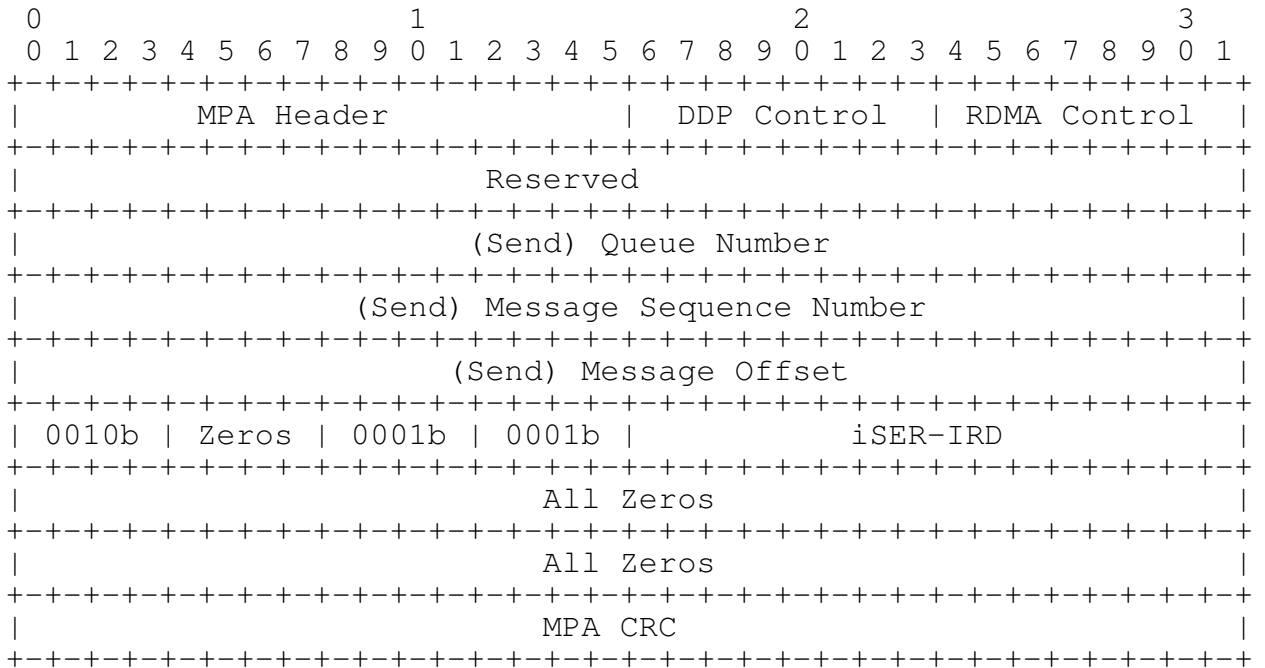 0                   1                   2                   3
 0 1 2 3 4 5 6 7 8 9 0 1 2 3 4 5 6 7 8 9 0 1 2 3 4 5 6 7 8 9 0 1
+-+-+-+-+-+-+-+-+-+-+-+-+-+-+-+-+-+-+-+-+-+-+-+-+-+-+-+-+-+-+-+-+
|         MPA Header            |  DDP Control  | RDMA Control  |
+-+-+-+-+-+-+-+-+-+-+-+-+-+-+-+-+-+-+-+-+-+-+-+-+-+-+-+-+-+-+-+-+
|                        Reserved                               |
+-+-+-+-+-+-+-+-+-+-+-+-+-+-+-+-+-+-+-+-+-+-+-+-+-+-+-+-+-+-+-+-+
|                       (Send) Queue Number                     |
+-+-+-+-+-+-+-+-+-+-+-+-+-+-+-+-+-+-+-+-+-+-+-+-+-+-+-+-+-+-+-+-+
|                 (Send) Message Sequence Number                |
+-+-+-+-+-+-+-+-+-+-+-+-+-+-+-+-+-+-+-+-+-+-+-+-+-+-+-+-+-+-+-+-+
|                      (Send) Message Offset                    |
+-+-+-+-+-+-+-+-+-+-+-+-+-+-+-+-+-+-+-+-+-+-+-+-+-+-+-+-+-+-+-+-+
| 0010b | Zeros | 0001b | 0001b |           iSER-IRD            |
+-+-+-+-+-+-+-+-+-+-+-+-+-+-+-+-+-+-+-+-+-+-+-+-+-+-+-+-+-+-+-+-+
|                           All Zeros                           |
+-+-+-+-+-+-+-+-+-+-+-+-+-+-+-+-+-+-+-+-+-+-+-+-+-+-+-+-+-+-+-+-+
|                           All Zeros                           |
+-+-+-+-+-+-+-+-+-+-+-+-+-+-+-+-+-+-+-+-+-+-+-+-+-+-+-+-+-+-+-+-+
|                           MPA CRC                             |
+-+-+-+-+-+-+-+-+-+-+-+-+-+-+-+-+-+-+-+-+-+-+-+-+-+-+-+-+-+-+-+-+